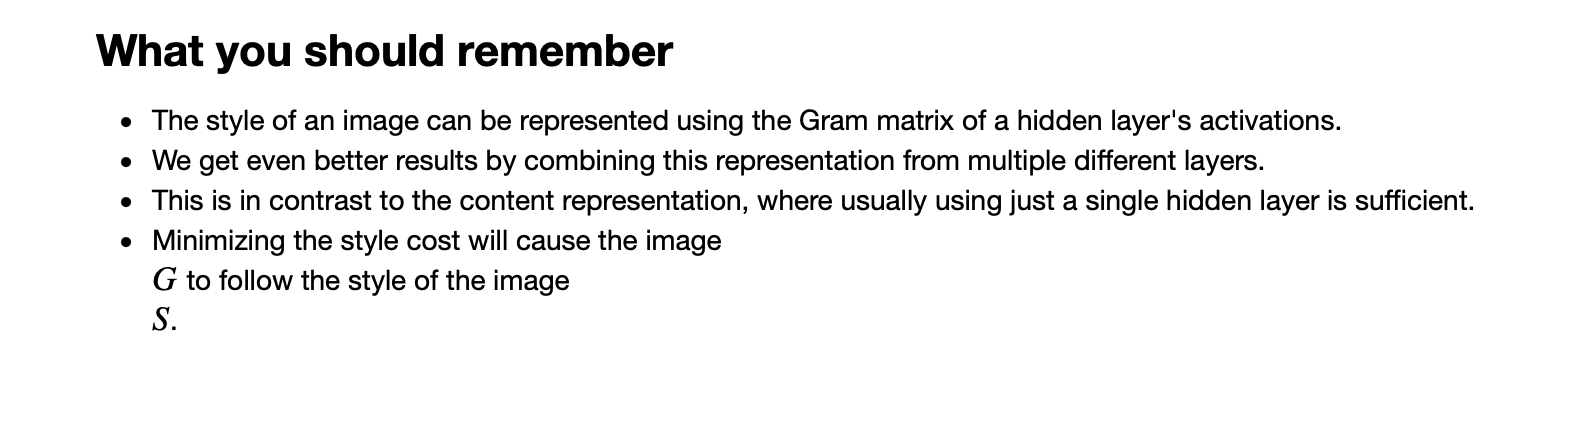 What you should remember
• The style of an image can be represented using the Gram matrix of a hidden layer's activations.
• We get even better results by combining this representation from multiple different layers.
• This is in contrast to the content representation, where usually using just a single hidden layer is sufficient.
• Minimizing the style cost will cause the image
G to follow the style of the image
S.